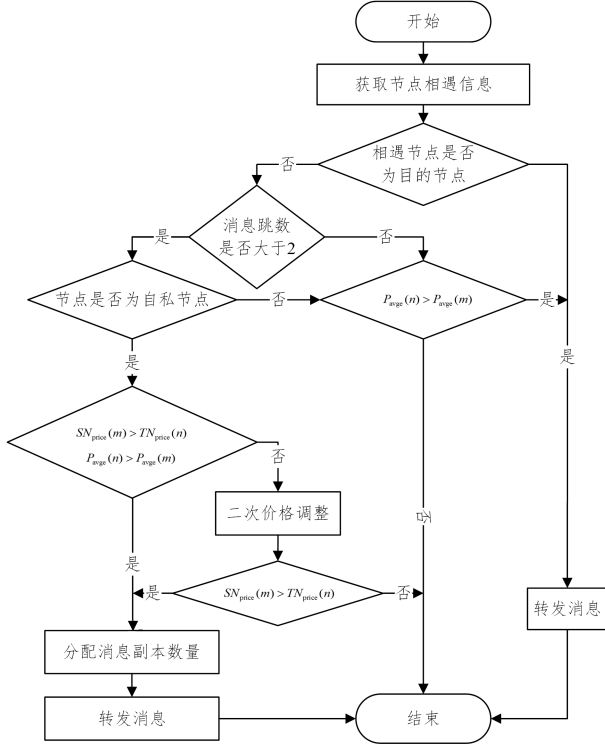 开始
获取节点相遇信息
相遇节点是否
为目的节点
否
消息跳数
是否大于2
是
否
节点是否为自私节点
否
P_avge(n)>P_avge(m)
是
是
是
SN_price(m)>TN_price(n)
P_avge(n)>P_avge(m)
否
二次价格调整
否
是
SN_price(m)>TN_price(n)
是
否
转发消息
分配消息副本数量
转发消息
结束